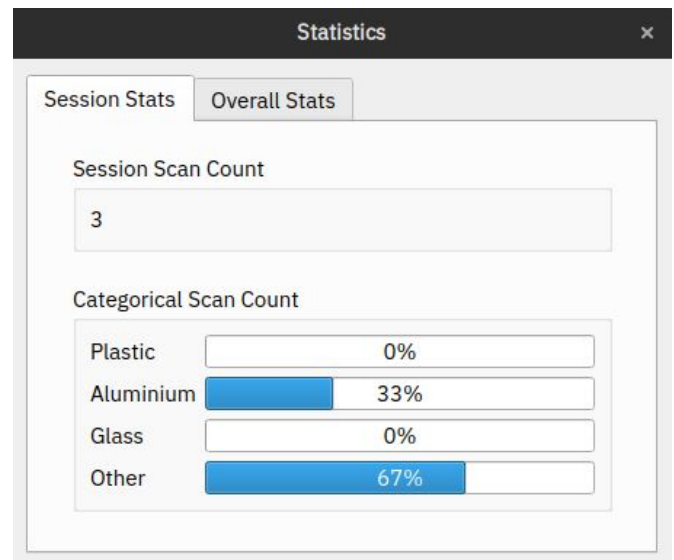 Statistics ×
Session Stats Overall Stats
Session Scan Count
3
Categorical Scan Count
Plastic 0%
Aluminium 33%
Glass 0%
Other 67%